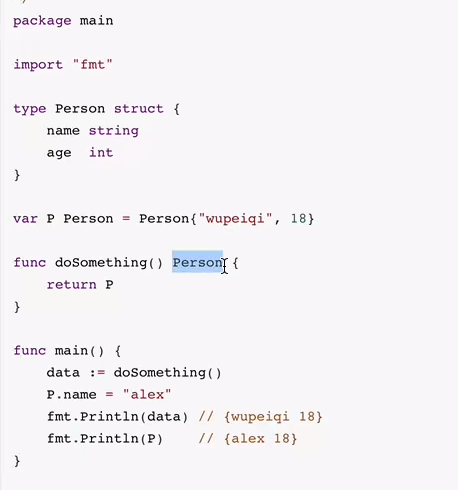 package main
import "fmt"
type Person struct {
    name string
    age  int
}
var P Person = Person{"wupeiqi", 18}
func doSomething() Person {
    return P
}
func main() {
    data := doSomething()
    P.name = "alex"
    fmt.Println(data) // {wupeiqi 18}
    fmt.Println(P)    // {alex 18}
}